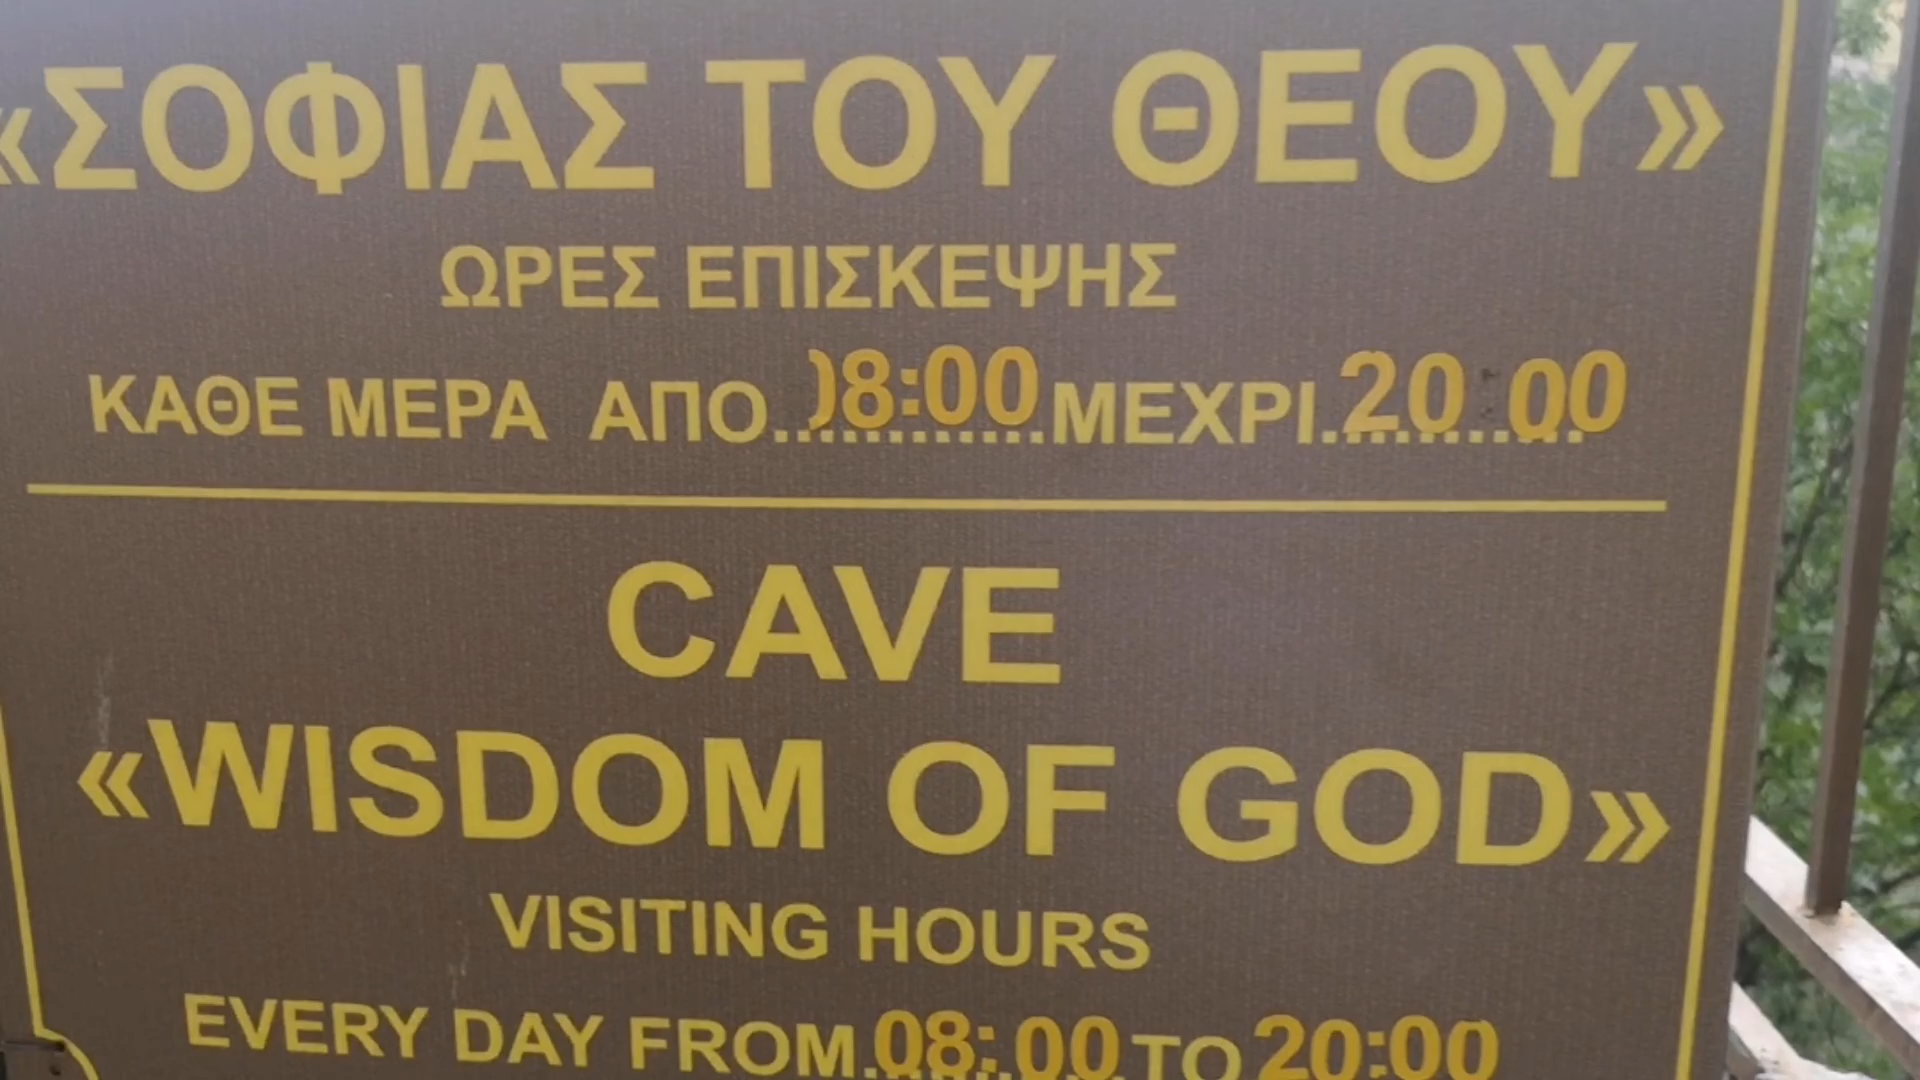 «ΣΟΦΙΑΣ ΤΟΥ ΘΕΟΥ»
ΩΡΕΣ ΕΠΙΣΚΕΨΗΣ
ΚΑΘΕ ΜΕΡΑ ΑΠΟ............08:00 ΜΕΧΡΙ............20 00
CAVE
«WISDOM OF GOD»
VISITING HOURS
EVERY DAY FROM............08:00 TO 20:00